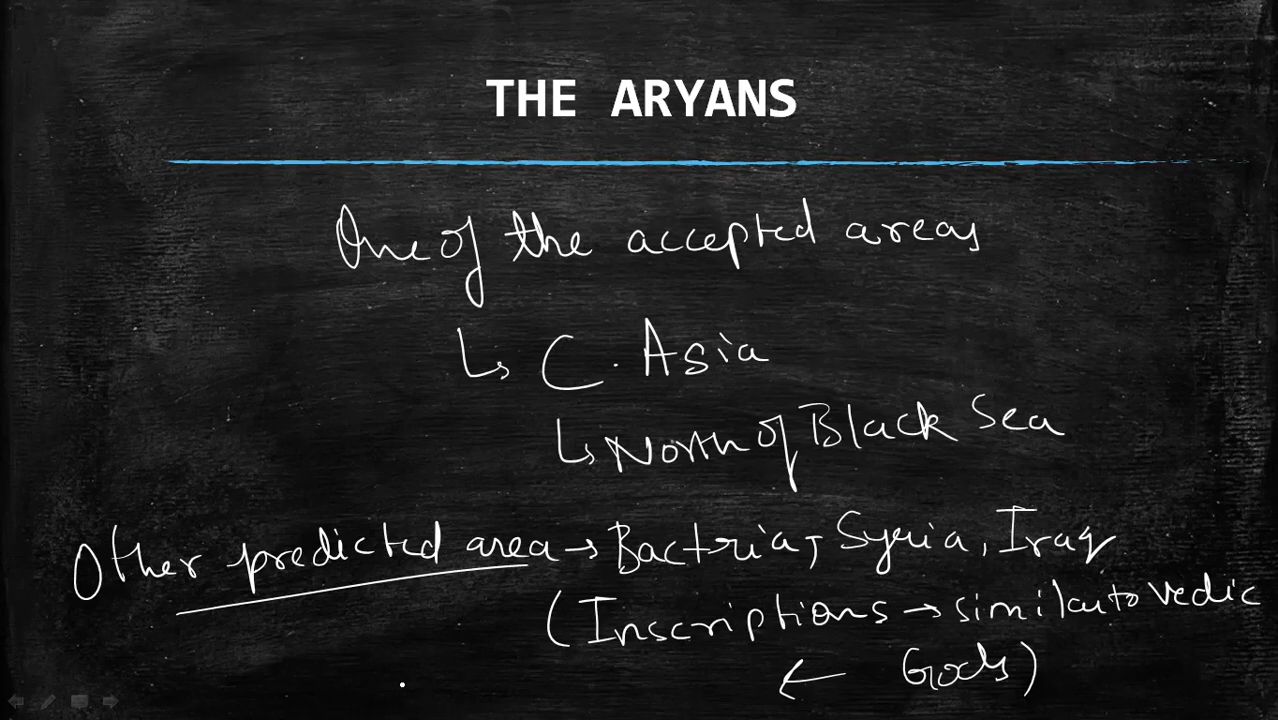 THE ARYANS
One of the accepted areas
↳ C. Asia
↳ North of Black Sea
Other predicted area → Bactria, Syria, Iraq
(Inscriptions → similar to vedic
← Gods)